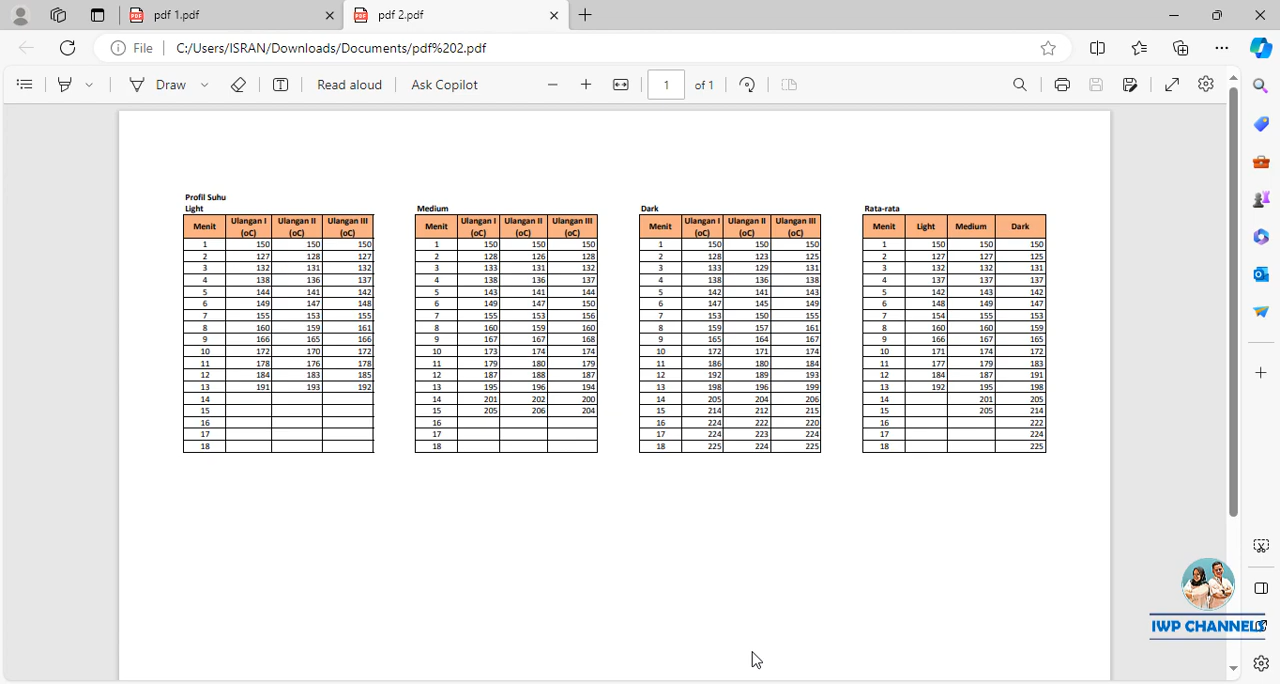 pdf 1.pdf
pdf 2.pdf
File
C:/Users/ISRAN/Downloads/Documents/pdf%202.pdf
Draw
Read aloud
Ask Copilot
1
of 1
Profil Suhu
Light
Menit Ulangan I (oC) Ulangan II (oC) Ulangan III (oC)
1 150 150 150
2 127 128 127
3 132 131 132
4 138 136 137
5 144 141 142
6 149 147 148
7 155 153 155
8 160 159 161
9 166 165 166
10 172 170 172
11 178 176 178
12 184 183 185
13 191 193 192
14
15
16
17
18
Medium
Menit Ulangan I (oC) Ulangan II (oC) Ulangan III (oC)
1 150 150 150
2 128 126 128
3 133 131 132
4 138 136 137
5 143 141 144
6 149 147 150
7 155 153 156
8 160 159 160
9 167 167 168
10 173 174 174
11 179 180 179
12 187 188 187
13 195 196 194
14 201 202 200
15 205 206 204
16
17
18
Dark
Menit Ulangan I (oC) Ulangan II (oC) Ulangan III (oC)
1 150 150 150
2 128 123 125
3 133 129 131
4 138 136 138
5 142 141 143
6 147 145 149
7 153 150 155
8 159 157 161
9 165 164 167
10 172 171 174
11 186 180 184
12 192 189 193
13 198 196 199
14 205 204 206
15 214 212 215
16 224 222 220
17 224 223 224
18 225 224 225
Rata-rata
Menit Light Medium Dark
1 150 150 150
2 127 127 125
3 132 132 131
4 137 137 137
5 142 143 142
6 148 149 147
7 154 155 153
8 160 160 159
9 166 167 165
10 171 174 172
11 177 179 183
12 184 187 191
13 192 195 198
14 201 205
15 205 214
16 222
17 224
18 225
IWP CHANNELS